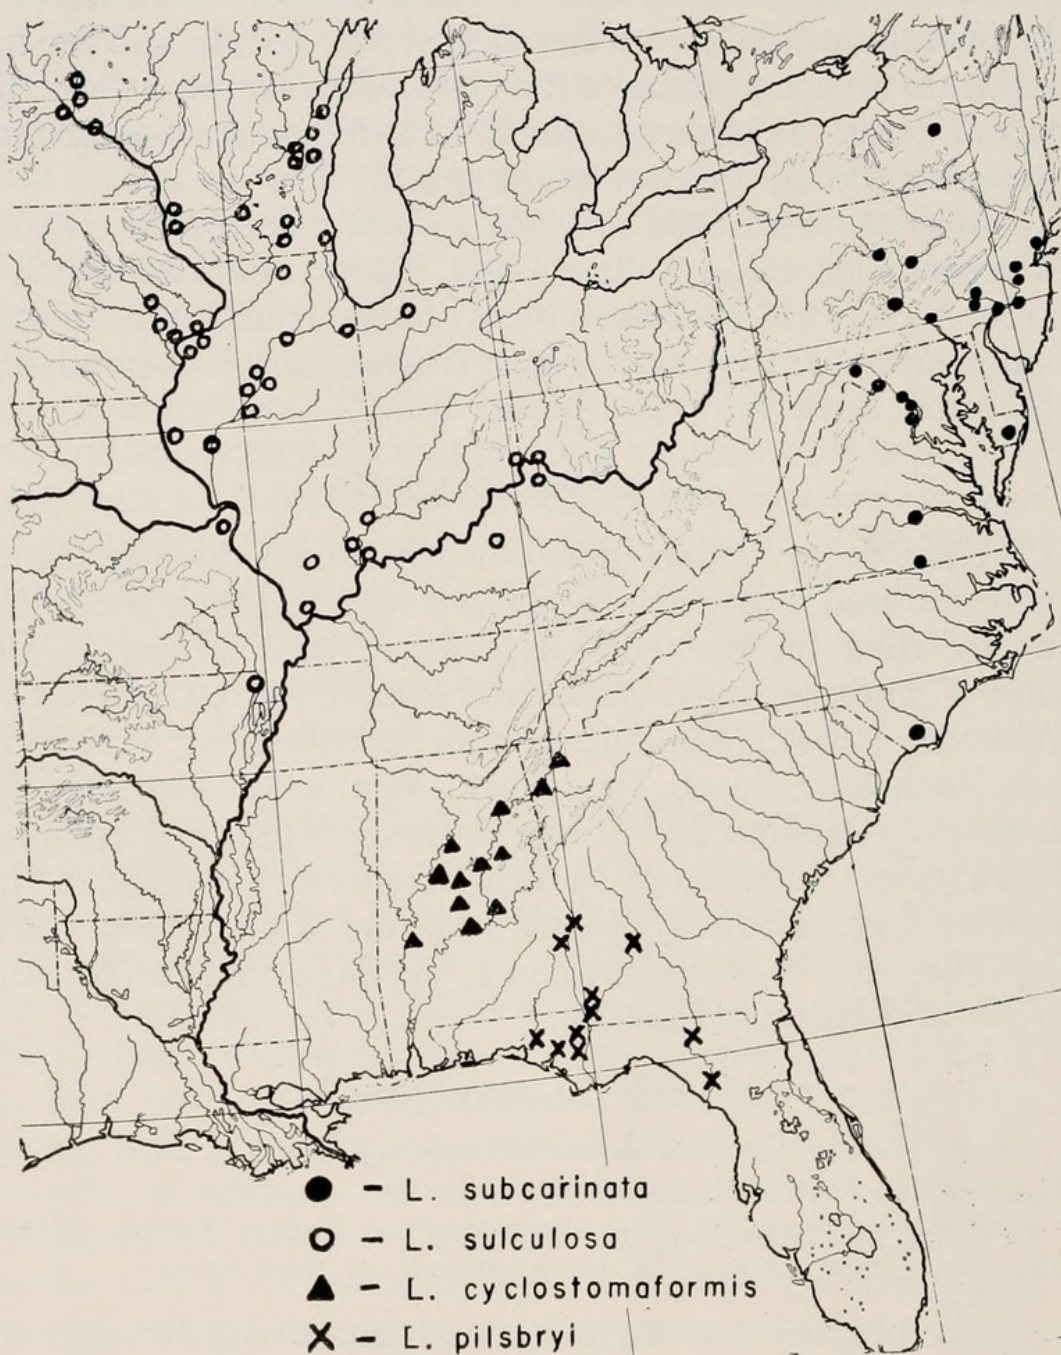 ● – L. subcarinata
○ – L. sulculosa
▲ – L. cyclostomaformis
X – L. pilsbryi